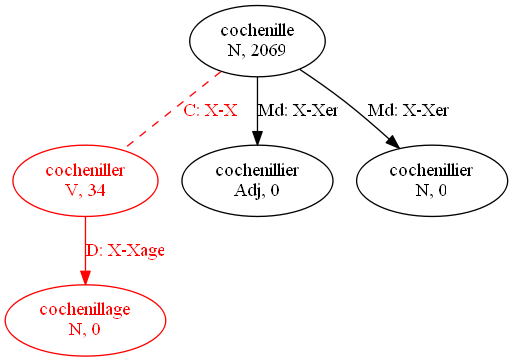 cochenille
N, 2069
C: X-X
Md: X-Xer
Md: X-Xer
cocheniller
V, 34
cochenillier
Adj, 0
cochenillier
N, 0
D: X-Xage
cochenillage
N, 0